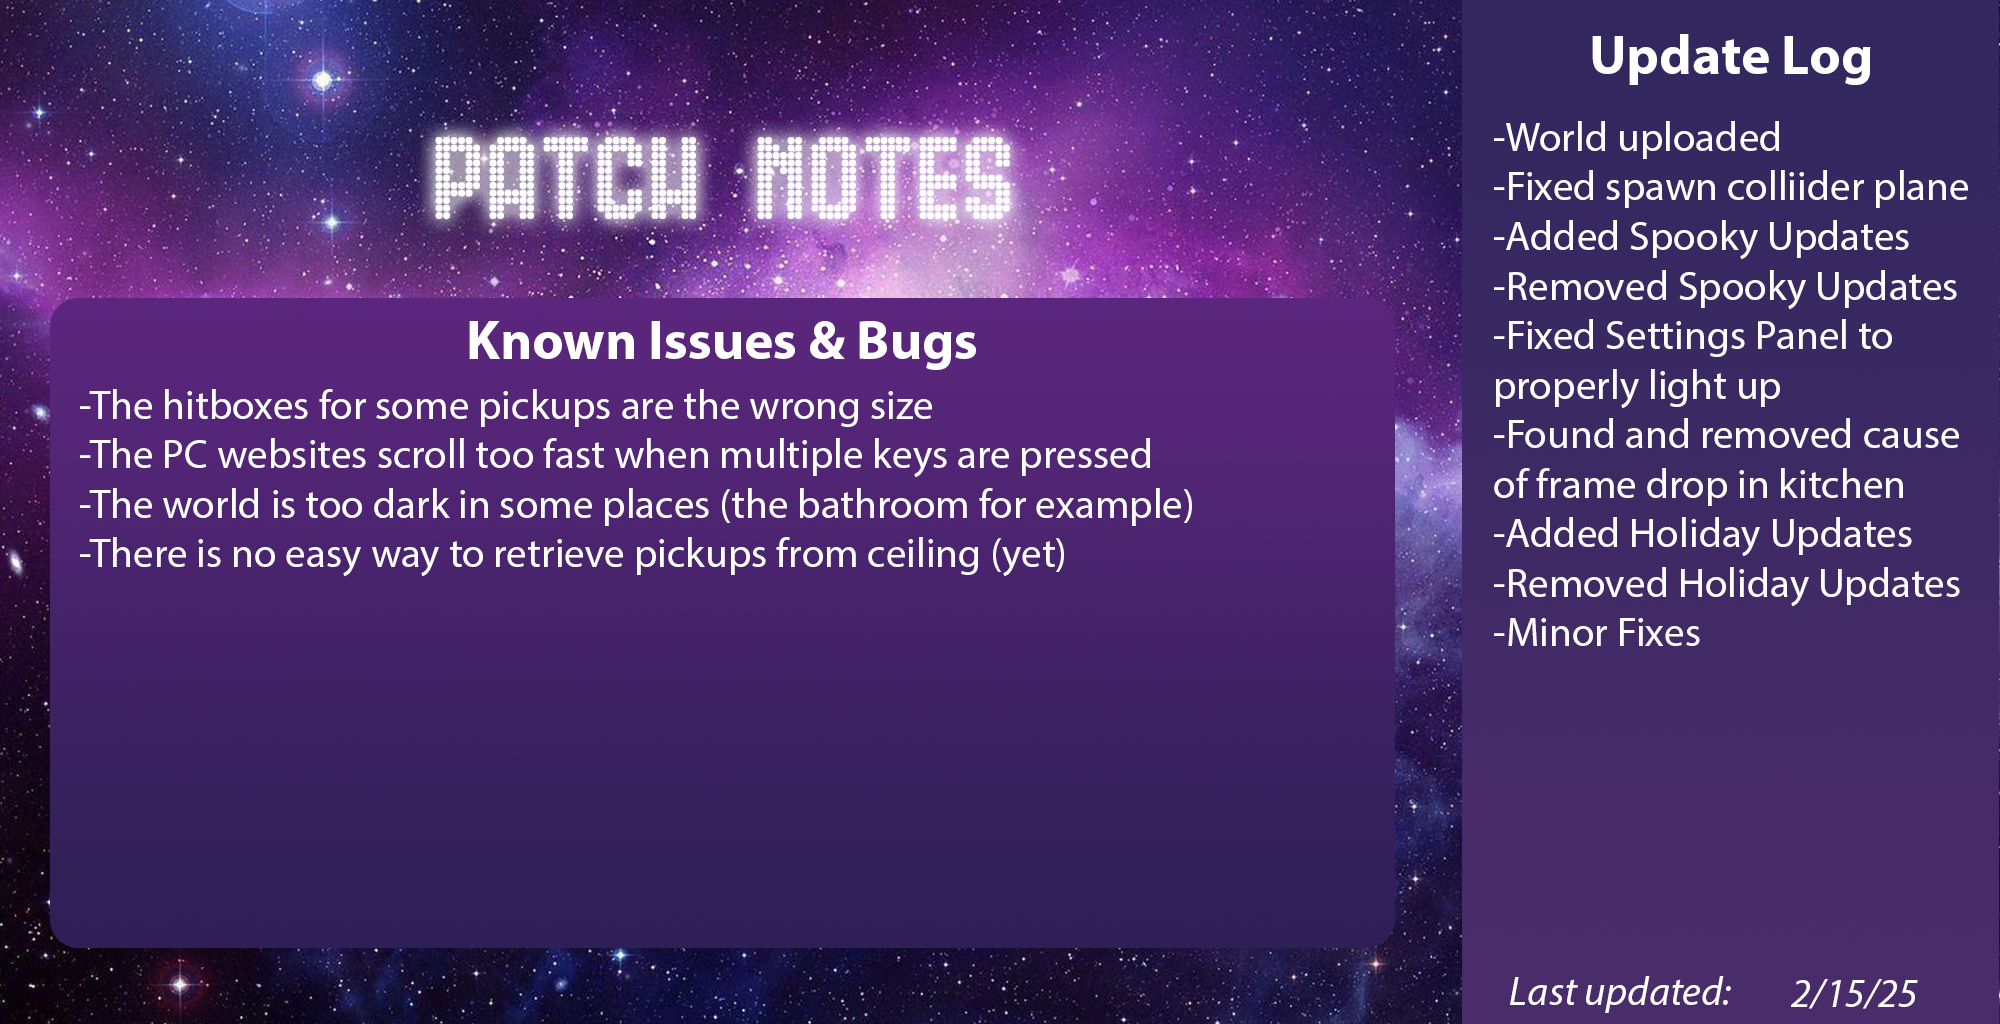 PATCH NOTES
Known Issues & Bugs
-The hitboxes for some pickups are the wrong size
-The PC websites scroll too fast when multiple keys are pressed
-The world is too dark in some places (the bathroom for example)
-There is no easy way to retrieve pickups from ceiling (yet)
Update Log
-World uploaded
-Fixed spawn colliider plane
-Added Spooky Updates
-Removed Spooky Updates
-Fixed Settings Panel to
properly light up
-Found and removed cause
of frame drop in kitchen
-Added Holiday Updates
-Removed Holiday Updates
-Minor Fixes
Last updated: 2/15/25